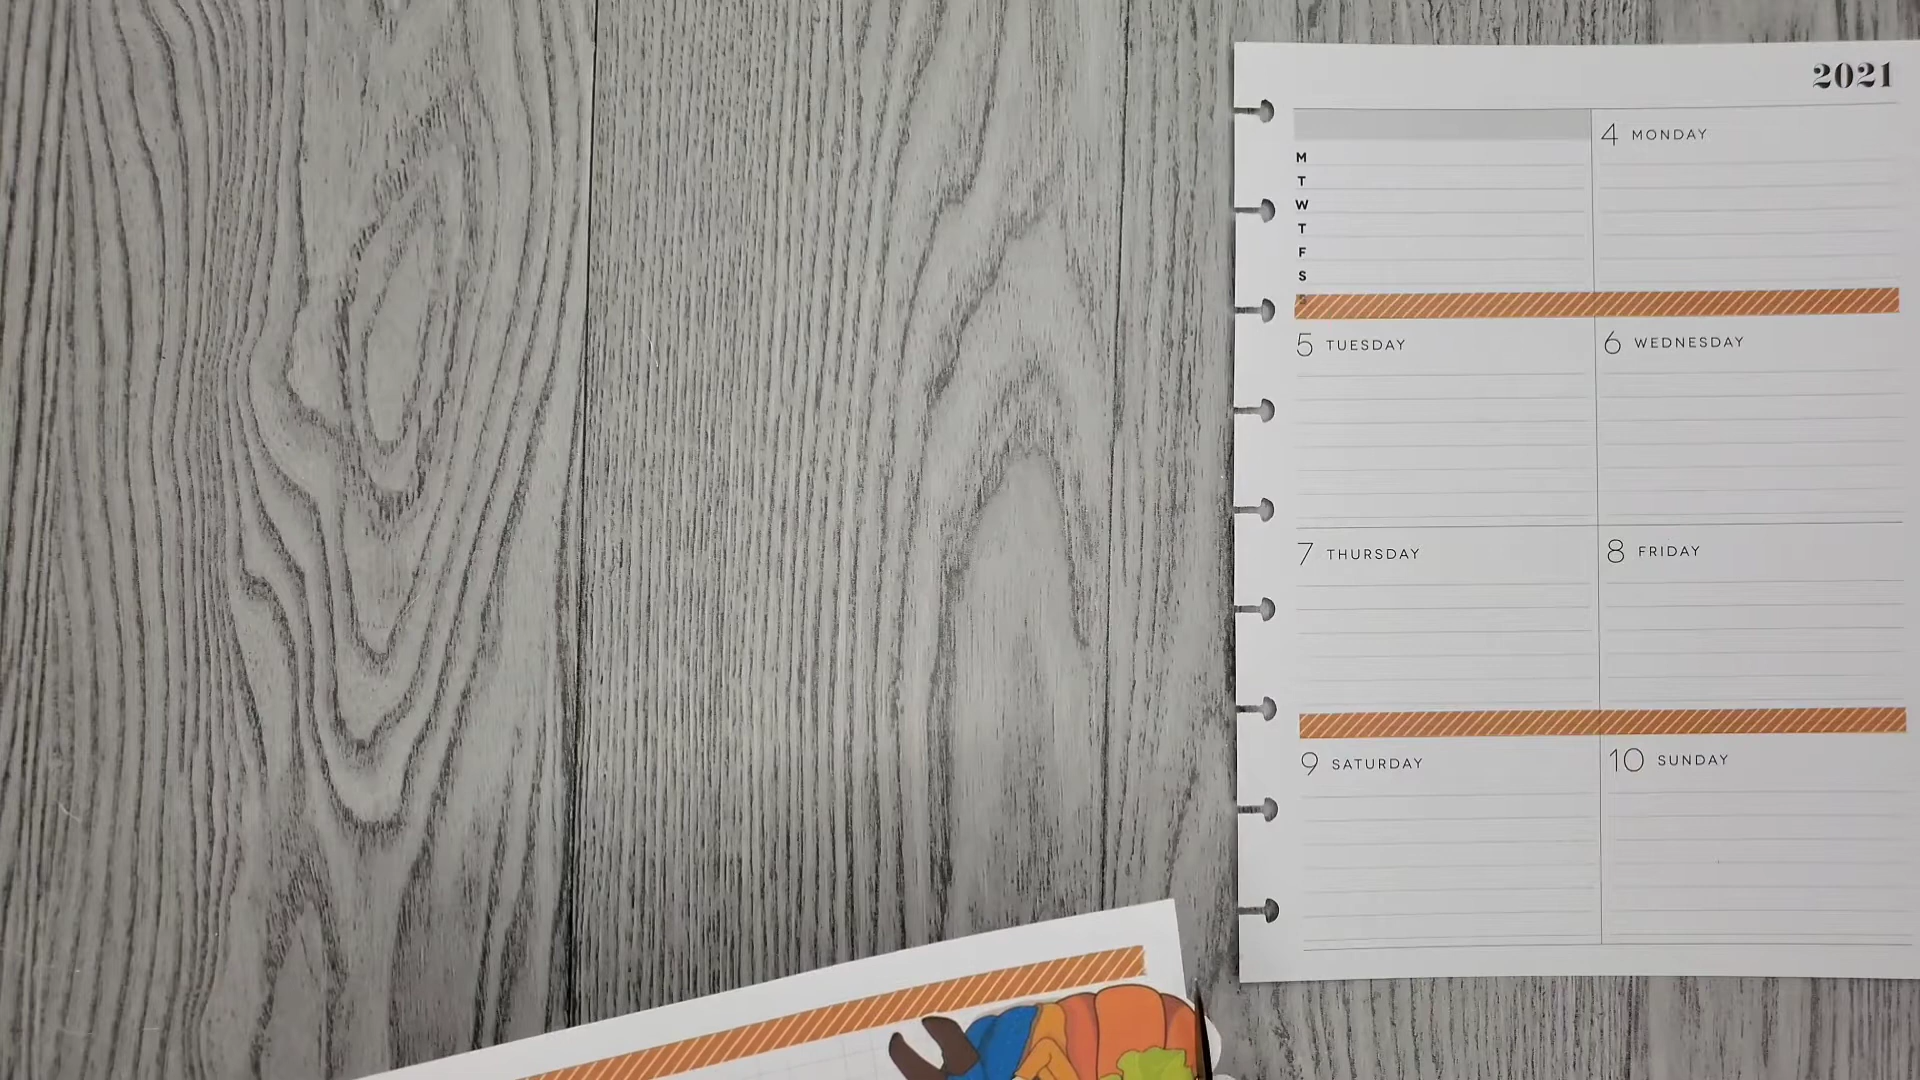 2021
4 MONDAY
M
T
W
T
F
S
S
5 TUESDAY
6 WEDNESDAY
7 THURSDAY
8 FRIDAY
9 SATURDAY
10 SUNDAY